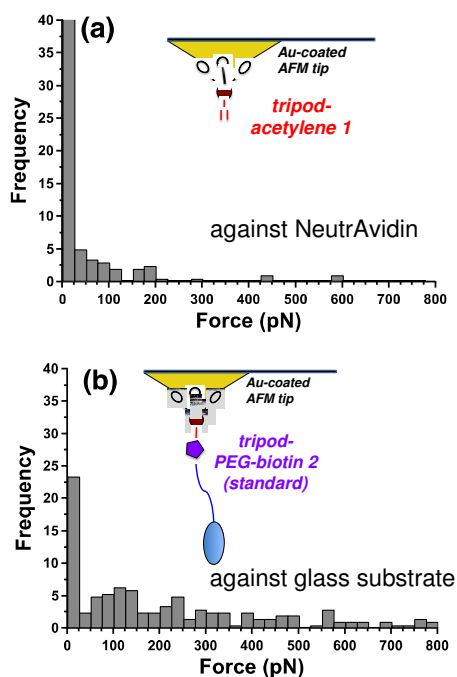 (a)
Au-coated
AFM tip
tripod-
acetylene 1
against NeutrAvidin
Frequency
40
35
30
25
20
15
10
5
0
0 100 200 300 400 500 600 700 800
Force (pN)
(b)
Au-coated
AFM tip
tripod-
PEG-biotin 2
(standard)
against glass substrate
Frequency
40
35
30
25
20
15
10
5
0
0 100 200 300 400 500 600 700 800
Force (pN)